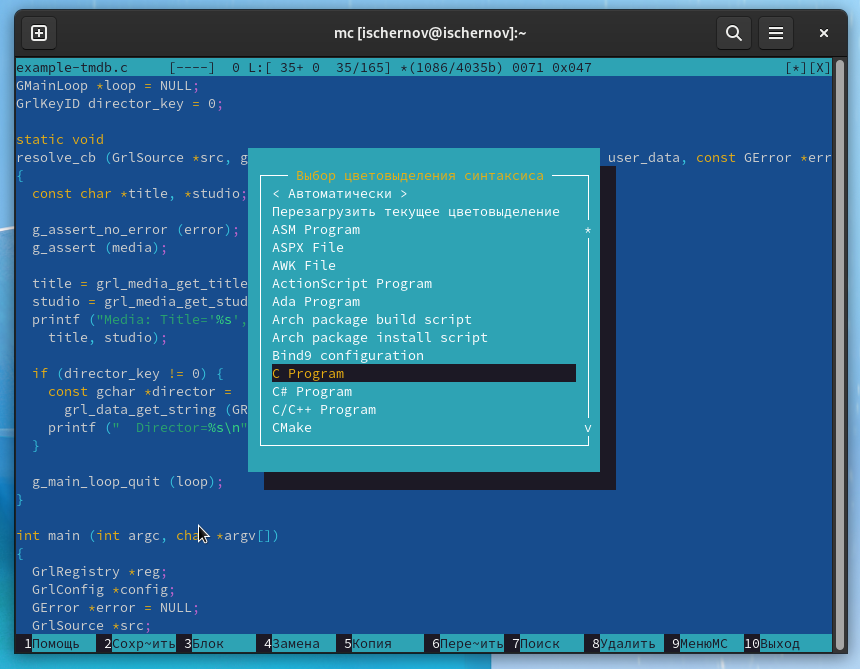 mc [ischernov@ischernov]:~
example-tmdb.c     [----]  0 L:[ 35+ 0  35/165] *(1086/4035b) 0071 0x047                        [*][X]
GMainLoop *loop = NULL;
GrlKeyID director_key = 0;
static void
resolve_cb (GrlSource *src, g user_data, const GError *err
{
const char *title, *studio;
g_assert_no_error (error);
g_assert (media);
title = grl_media_get_title
studio = grl_media_get_stud
printf ("Media: Title='%s',
title, studio);
if (director_key != 0) {
const gchar *director =
grl_data_get_string (GR
printf ("  Director=%s\n"
}
g_main_loop_quit (loop);
}
int main (int argc, cha *argv[])
{
GrlRegistry *reg;
GrlConfig *config;
GError *error = NULL;
GrlSource *src;
Выбор цветовыделения синтаксиса
< Автоматически >
Перезагрузить текущее цветовыделение
ASM Program
ASPX File
AWK File
ActionScript Program
Ada Program
Arch package build script
Arch package install script
Bind9 configuration
C Program
C# Program
C/C++ Program
CMake
1Помощь 2Сохр~ить 3Блок 4Замена 5Копия 6Пере~ить 7Поиск 8Удалить 9МенюМС 10Выход